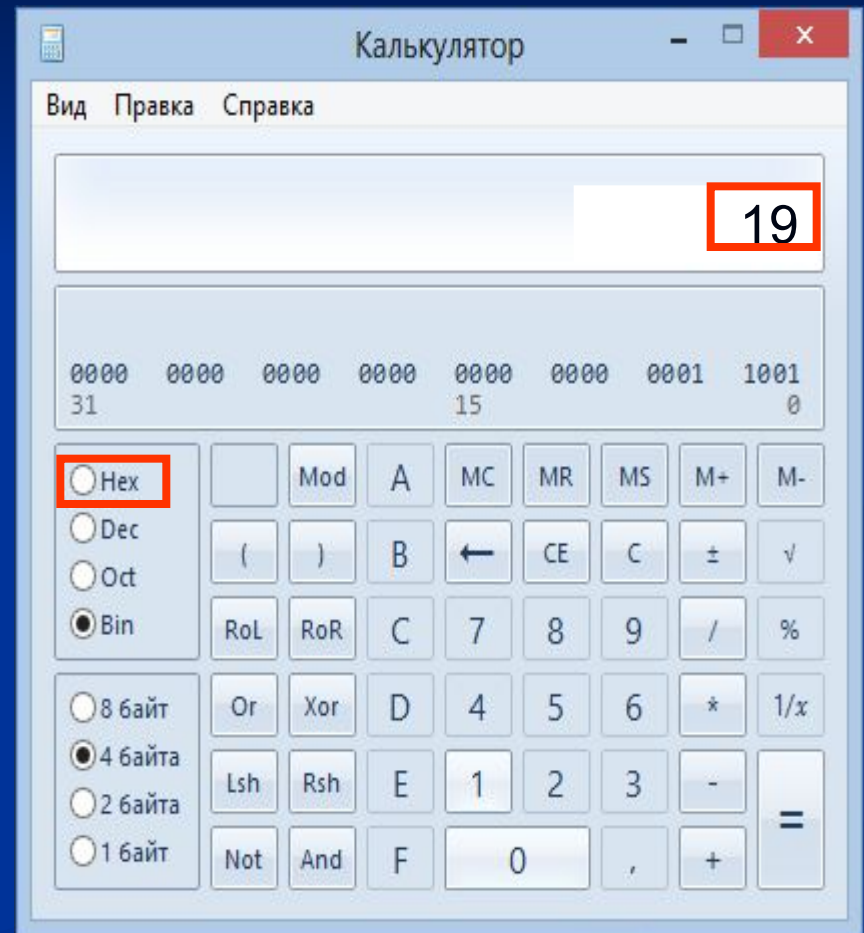 Калькулятор
Вид Правка Справка
19
0000 0000 0000 0000 0000 0000 0001 1001
31 15 0
Hex Mod A MC MR MS M+ M-
Dec
( ) B ← CE C ± √
Oct
Bin RoL RoR C 7 8 9 / %
8 байт Or Xor D 4 5 6 * 1/x
4 байта
Lsh Rsh E 1 2 3 - =
2 байта
1 байт Not And F 0 , +